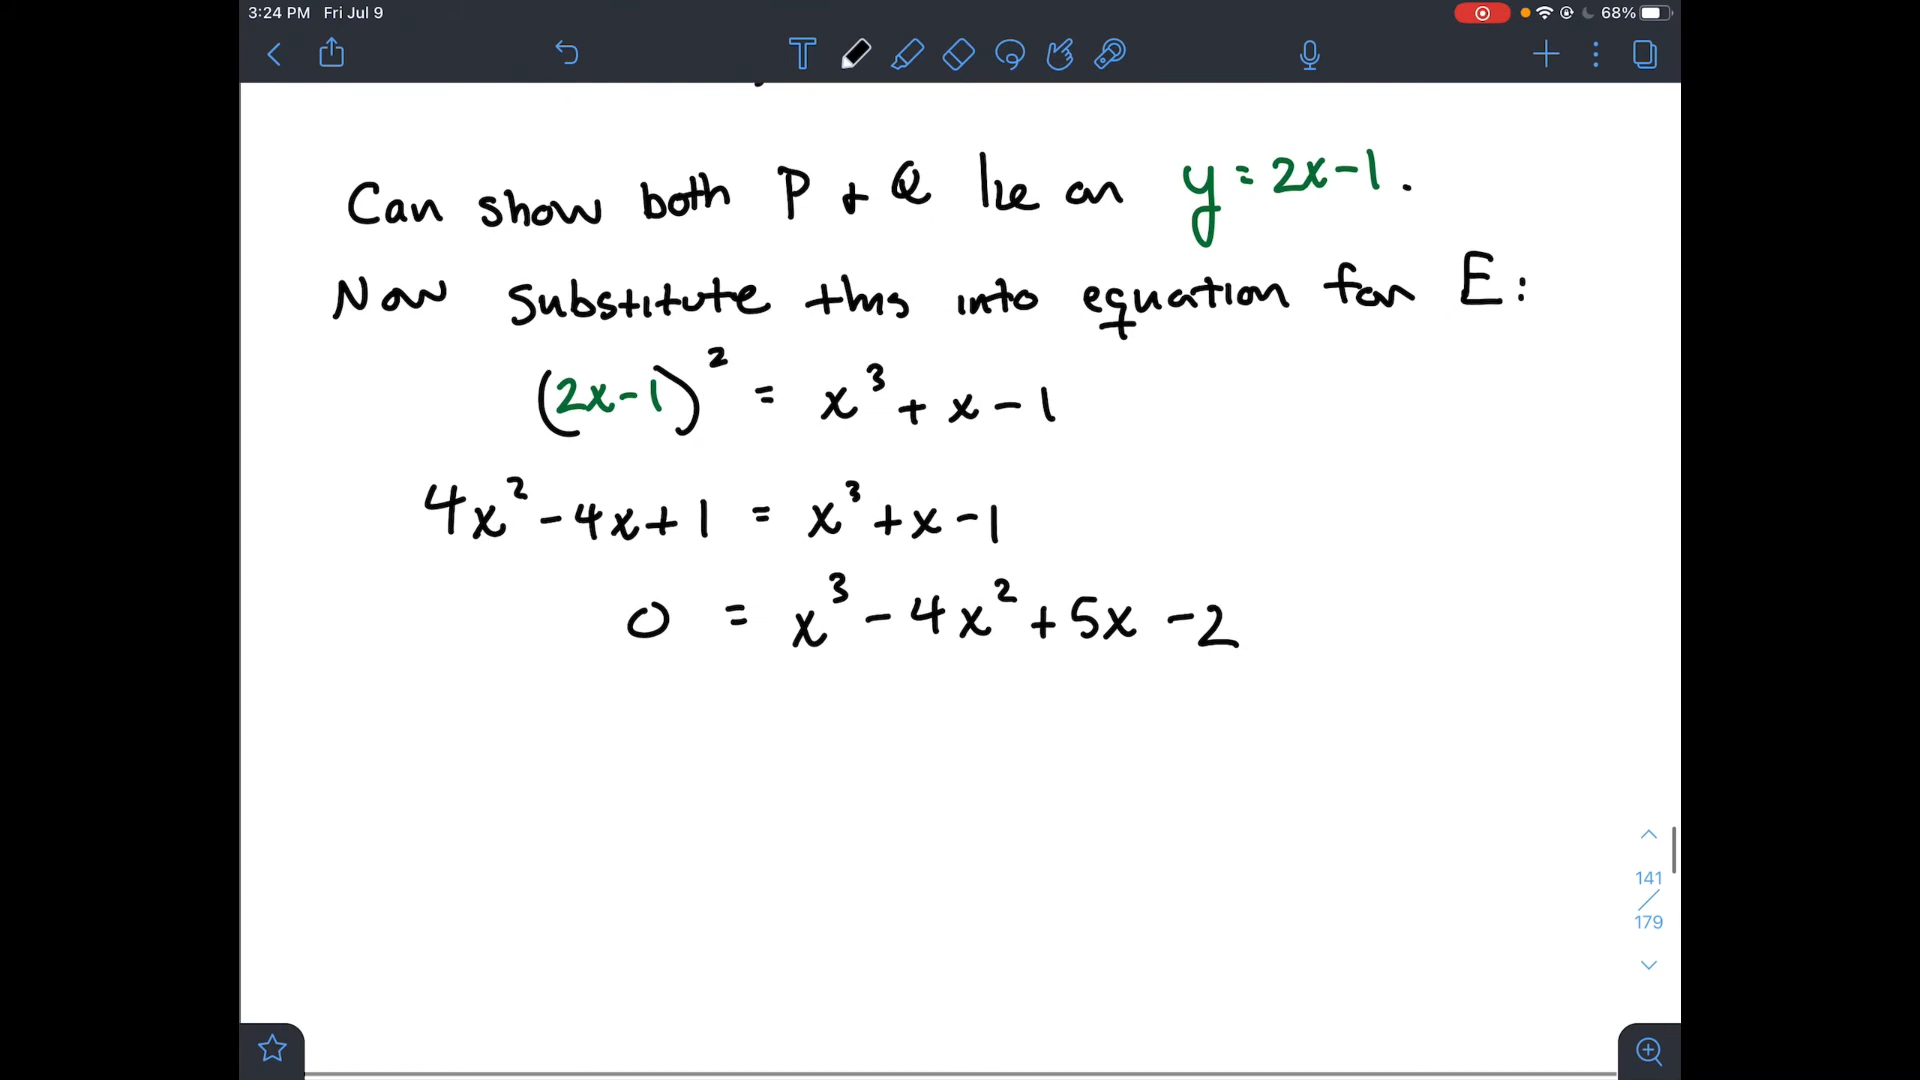 3:24 PM Fri Jul 9 68%
Can show both P + Q lie on y = 2x-1.
Now substitute this into equation for E:
(2x-1)² = x³ + x - 1
4x² - 4x + 1 = x³ + x - 1
0 = x³ - 4x² + 5x - 2
141
179